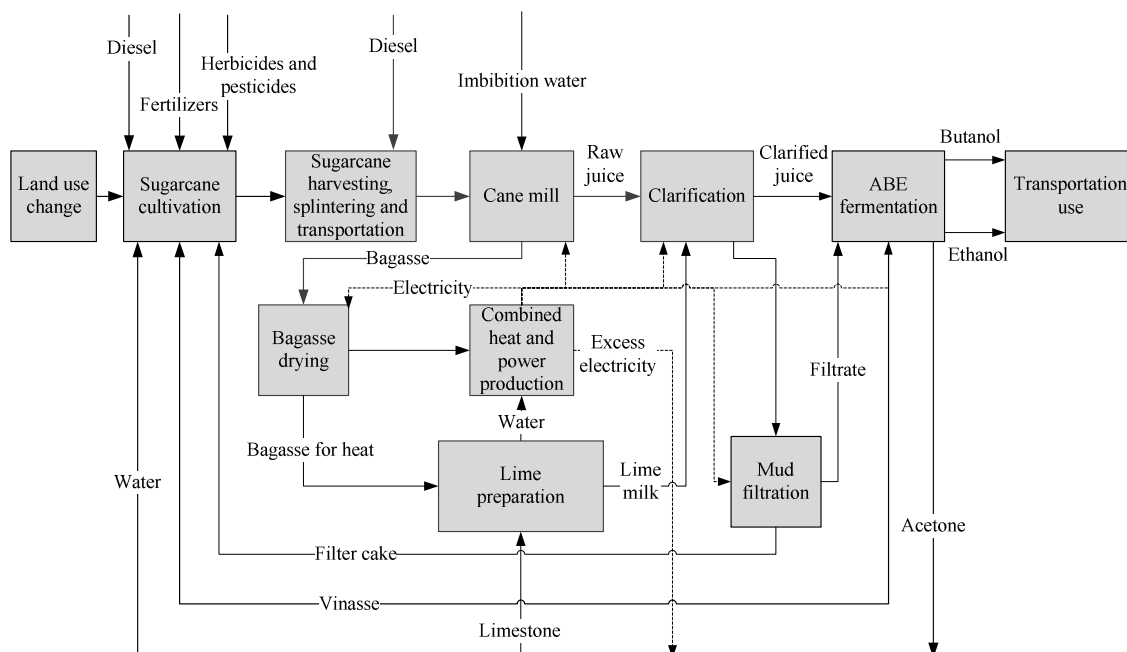 Diesel
Fertilizers
Herbicides and
pesticides
Diesel
Imbibition water
Land use
change
Sugarcane
cultivation
Sugarcane
harvesting,
splintering and
transportation
Cane mill
Raw
juice
Clarification
Clarified
juice
ABE
fermentation
Butanol
Ethanol
Transportation
use
Bagasse
Electricity
Bagasse
drying
Combined
heat and
power
production
Excess
electricity
Filtrate
Water
Bagasse for heat
Water
Lime
preparation
Lime
milk
Mud
filtration
Acetone
Filter cake
Vinasse
Limestone